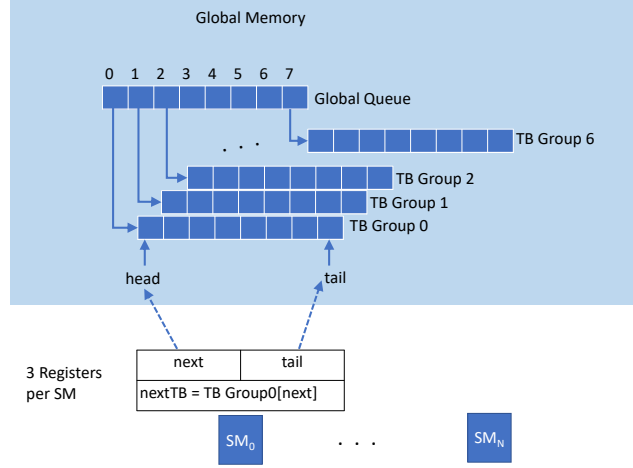 Global Memory
0 1 2 3 4 5 6 7
Global Queue
. . .
TB Group 6
TB Group 2
TB Group 1
TB Group 0
head
tail
3 Registers
per SM
next
tail
nextTB = TB Group0[next]
SM0
. . .
SMN